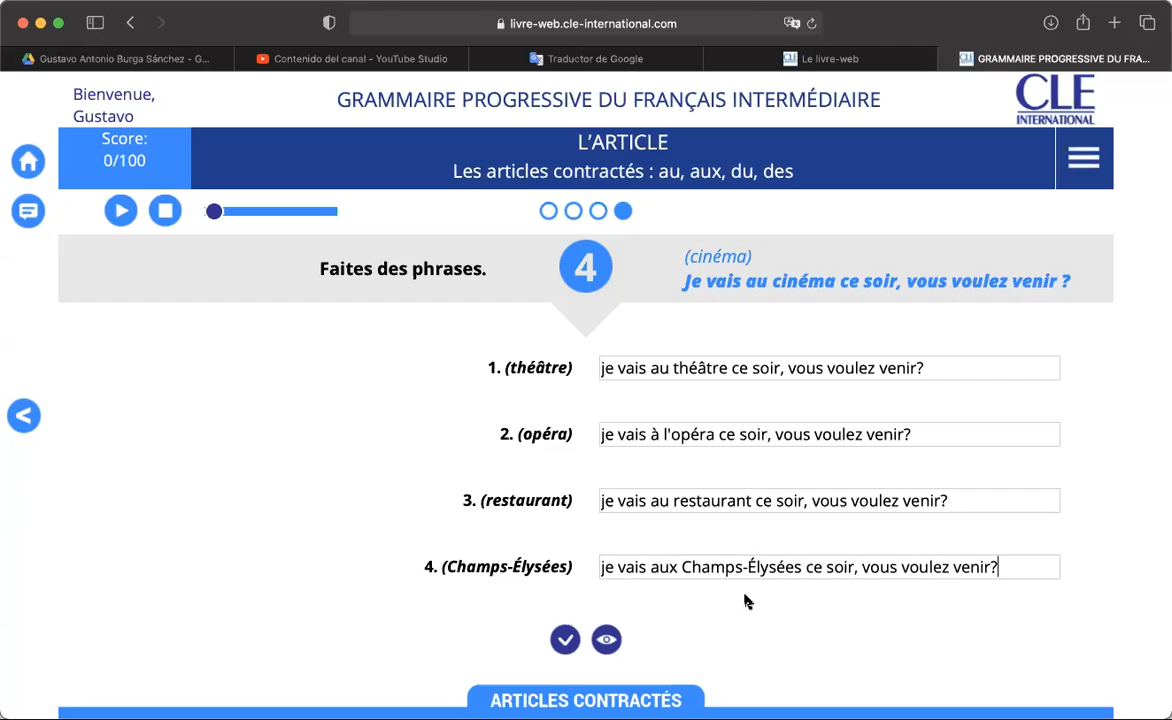 livre-web.cle-international.com
Gustavo Antonio Burga Sánchez - G...
Contenido del canal - YouTube Studio
Traductor de Google
CLE
Le livre-web
CLE
GRAMMAIRE PROGRESSIVE DU FRA...
Bienvenue,
Gustavo
GRAMMAIRE PROGRESSIVE DU FRANÇAIS INTERMÉDIAIRE
CLE
INTERNATIONAL
Score:
0/100
L'ARTICLE
Les articles contractés : au, aux, du, des
Faites des phrases.
4
(cinéma)
Je vais au cinéma ce soir, vous voulez venir ?
1. (théâtre)
je vais au théâtre ce soir, vous voulez venir?
2. (opéra)
je vais à l'opéra ce soir, vous voulez venir?
3. (restaurant)
je vais au restaurant ce soir, vous voulez venir?
4. (Champs-Élysées)
je vais aux Champs-Élysées ce soir, vous voulez venir?
ARTICLES CONTRACTÉS